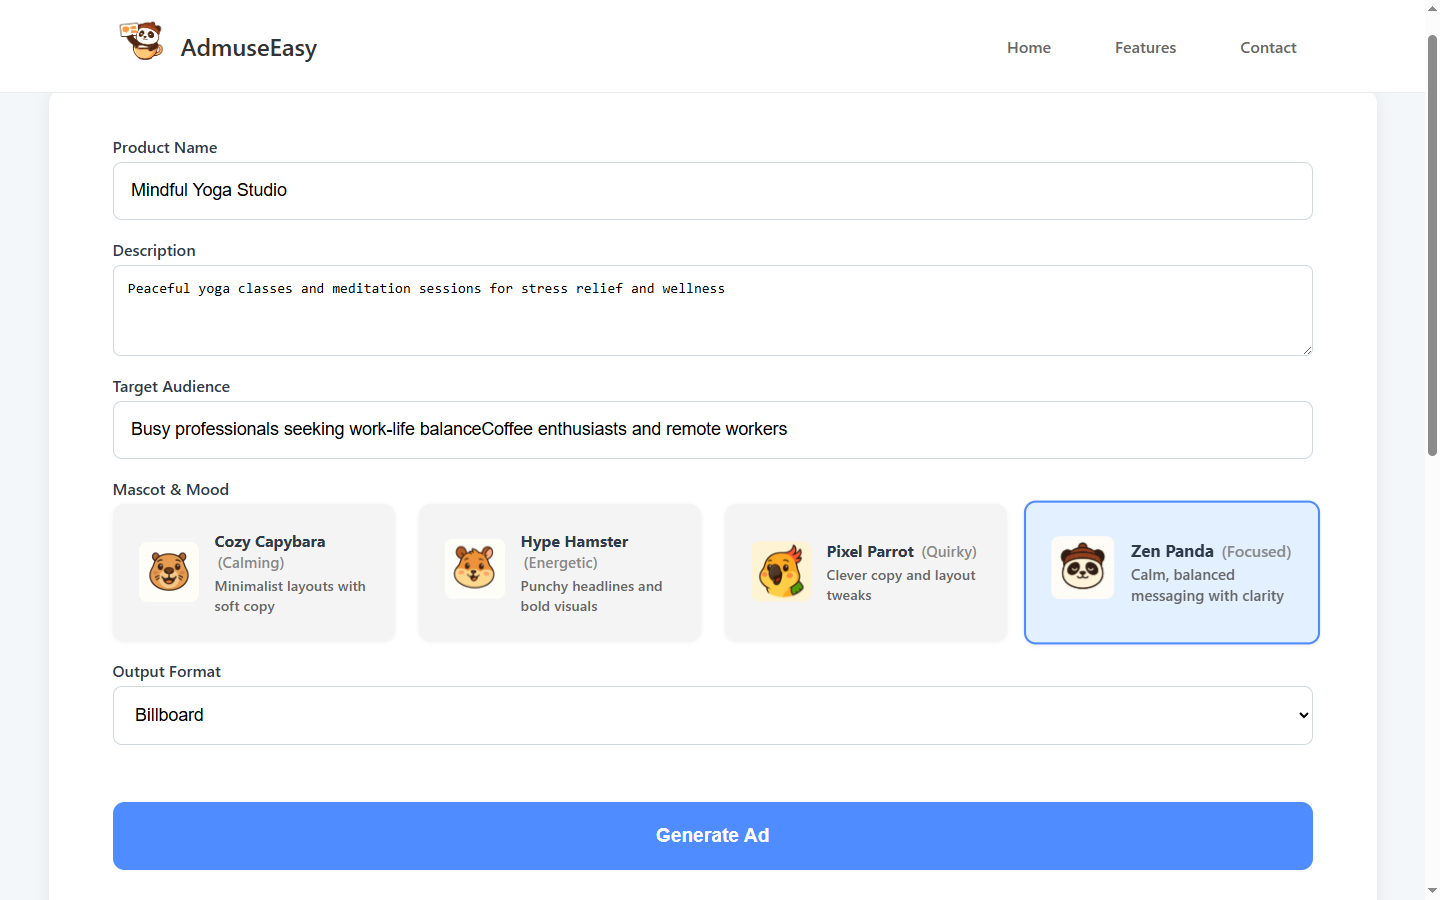 AdmuseEasy
Home Features Contact
Product Name
Mindful Yoga Studio
Description
Peaceful yoga classes and meditation sessions for stress relief and wellness
Target Audience
Busy professionals seeking work-life balanceCoffee enthusiasts and remote workers
Mascot & Mood
Cozy Capybara
(Calming)
Minimalist layouts with
soft copy
Hype Hamster
(Energetic)
Punchy headlines and
bold visuals
Pixel Parrot (Quirky)
Clever copy and layout
tweaks
Zen Panda (Focused)
Calm, balanced
messaging with clarity
Output Format
Billboard
Generate Ad